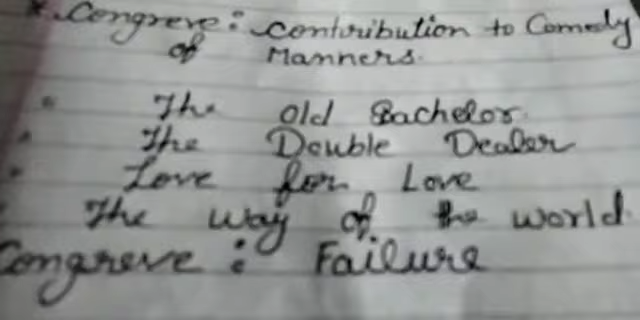 * Congreve : contribution to Comedy
of Manners.
• The Old Bachelor.
• The Double Dealer
• Love for Love
• The way of the world.
Congreve : Failure